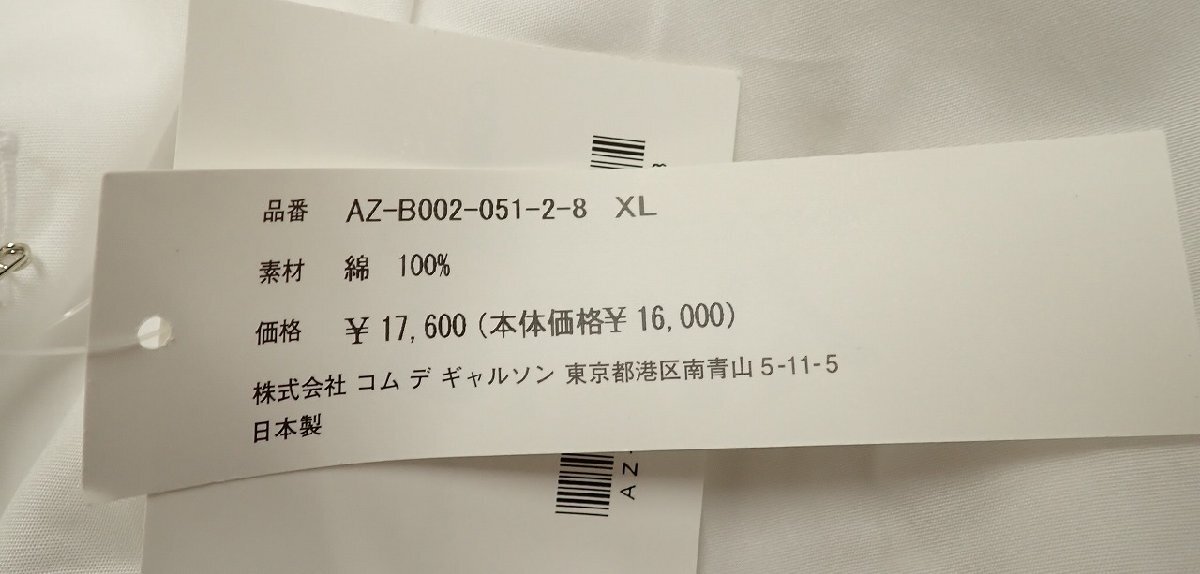 品番 AZ-B002-051-2-8 XL
素材 綿 100%
価格 ¥ 17,600 (本体価格¥ 16,000)
株式会社 コム デ ギャルソン 東京都港区南青山 5-11-5
日本製
AZ